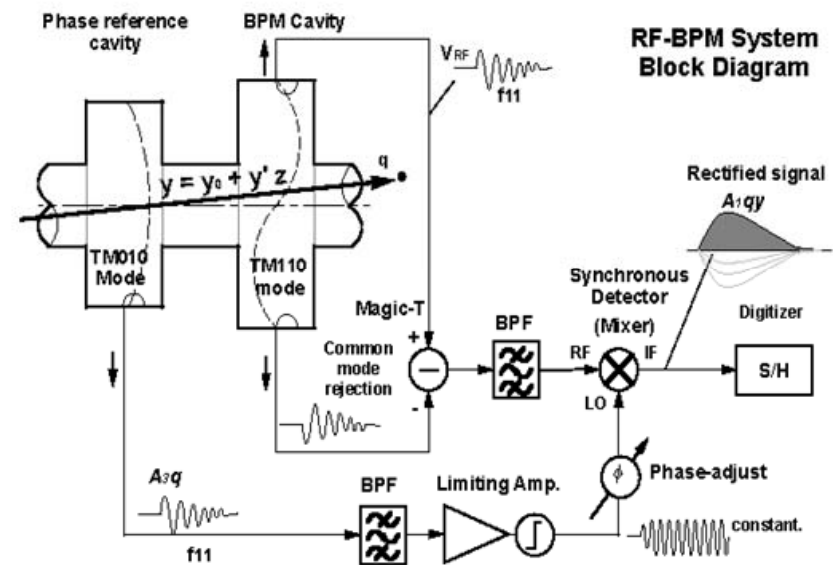 Phase reference
cavity
BPM Cavity
RF-BPM System
Block Diagram
VRF
f11
q
y = y0 + y' z
Rectified signal
A1qy
TM010
Mode
TM110
mode
Magic-T
Synchronous
Detector
(Mixer)
Digitizer
BPF
+
−
-
Common
mode
rejection
RF
IF
LO
S/H
A3q
f11
BPF
Limiting Amp.
ϕ
Phase-adjust
constant.